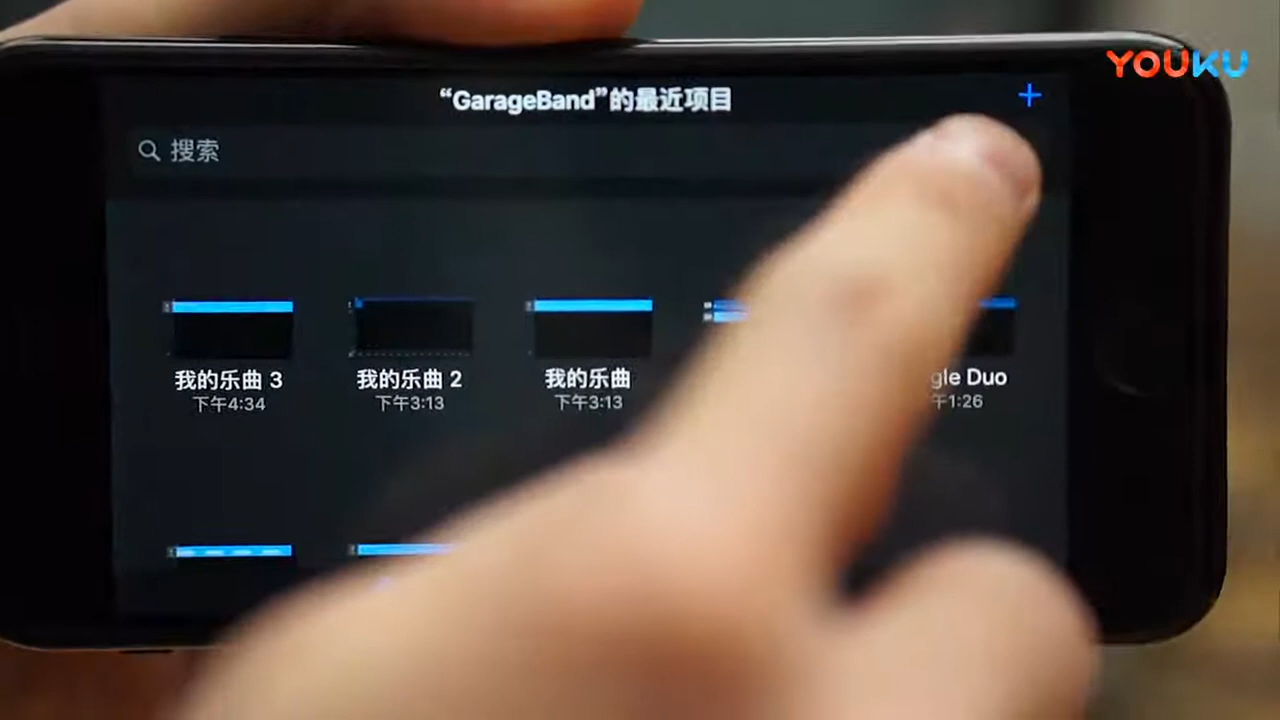 YOUKU
“GarageBand”的最近项目
搜索
我的乐曲 3
下午4:34
我的乐曲 2
下午3:13
我的乐曲
下午3:13
Duo
1:26